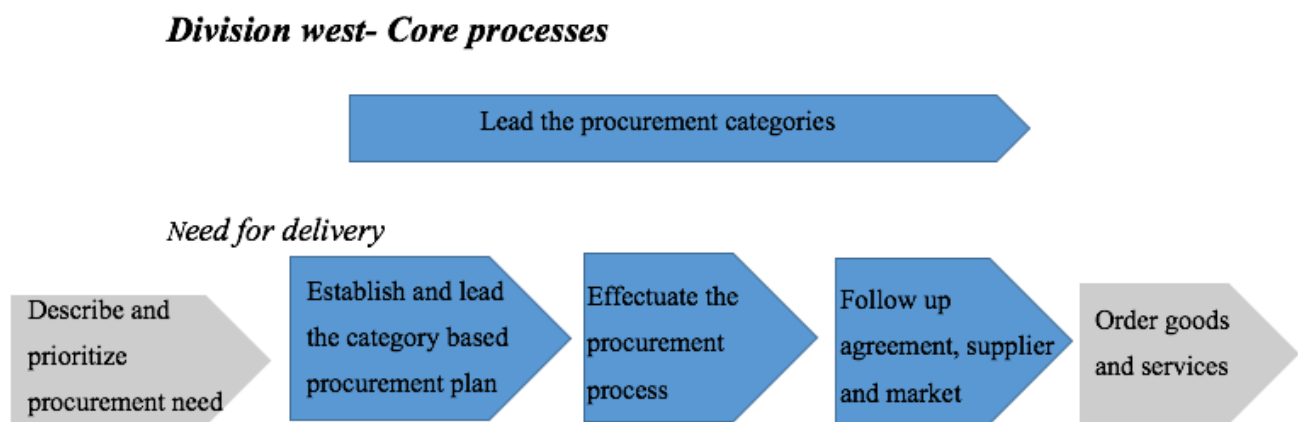 Division west- Core processes
Lead the procurement categories
Need for delivery
Describe and
prioritize
procurement need
Establish and lead
the category based
procurement plan
Effectuate the
procurement
process
Follow up
agreement, supplier
and market
Order goods
and services